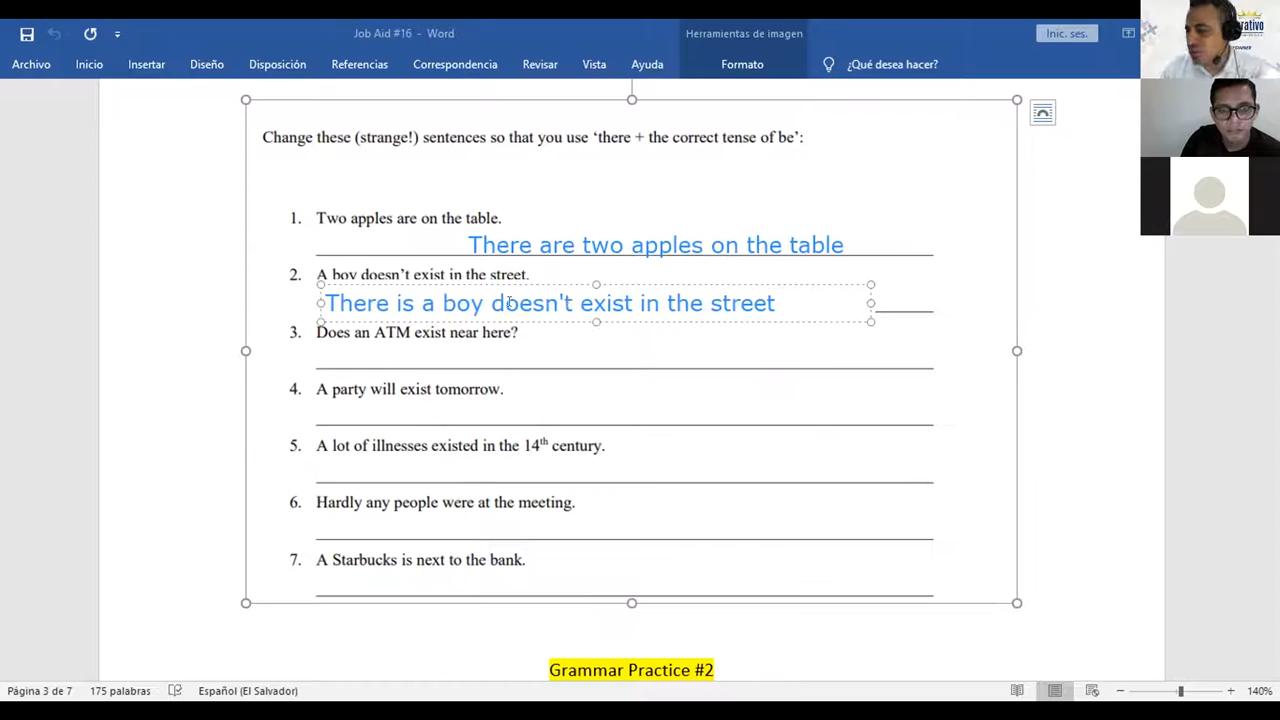 Job Aid #16 - Word
Herramientas de imagen
Inic. ses.
Archivo Inicio Insertar Diseño Disposición Referencias Correspondencia Revisar Vista Ayuda Formato ¿Qué desea hacer?
Change these (strange!) sentences so that you use ‘there + the correct tense of be’:
1. Two apples are on the table.
There are two apples on the table
2. A boy doesn’t exist in the street.
There is a boy doesn't exist in the street
3. Does an ATM exist near here?
4. A party will exist tomorrow.
5. A lot of illnesses existed in the 14th century.
6. Hardly any people were at the meeting.
7. A Starbucks is next to the bank.
Grammar Practice #2
Página 3 de 7 175 palabras Español (El Salvador) 140%